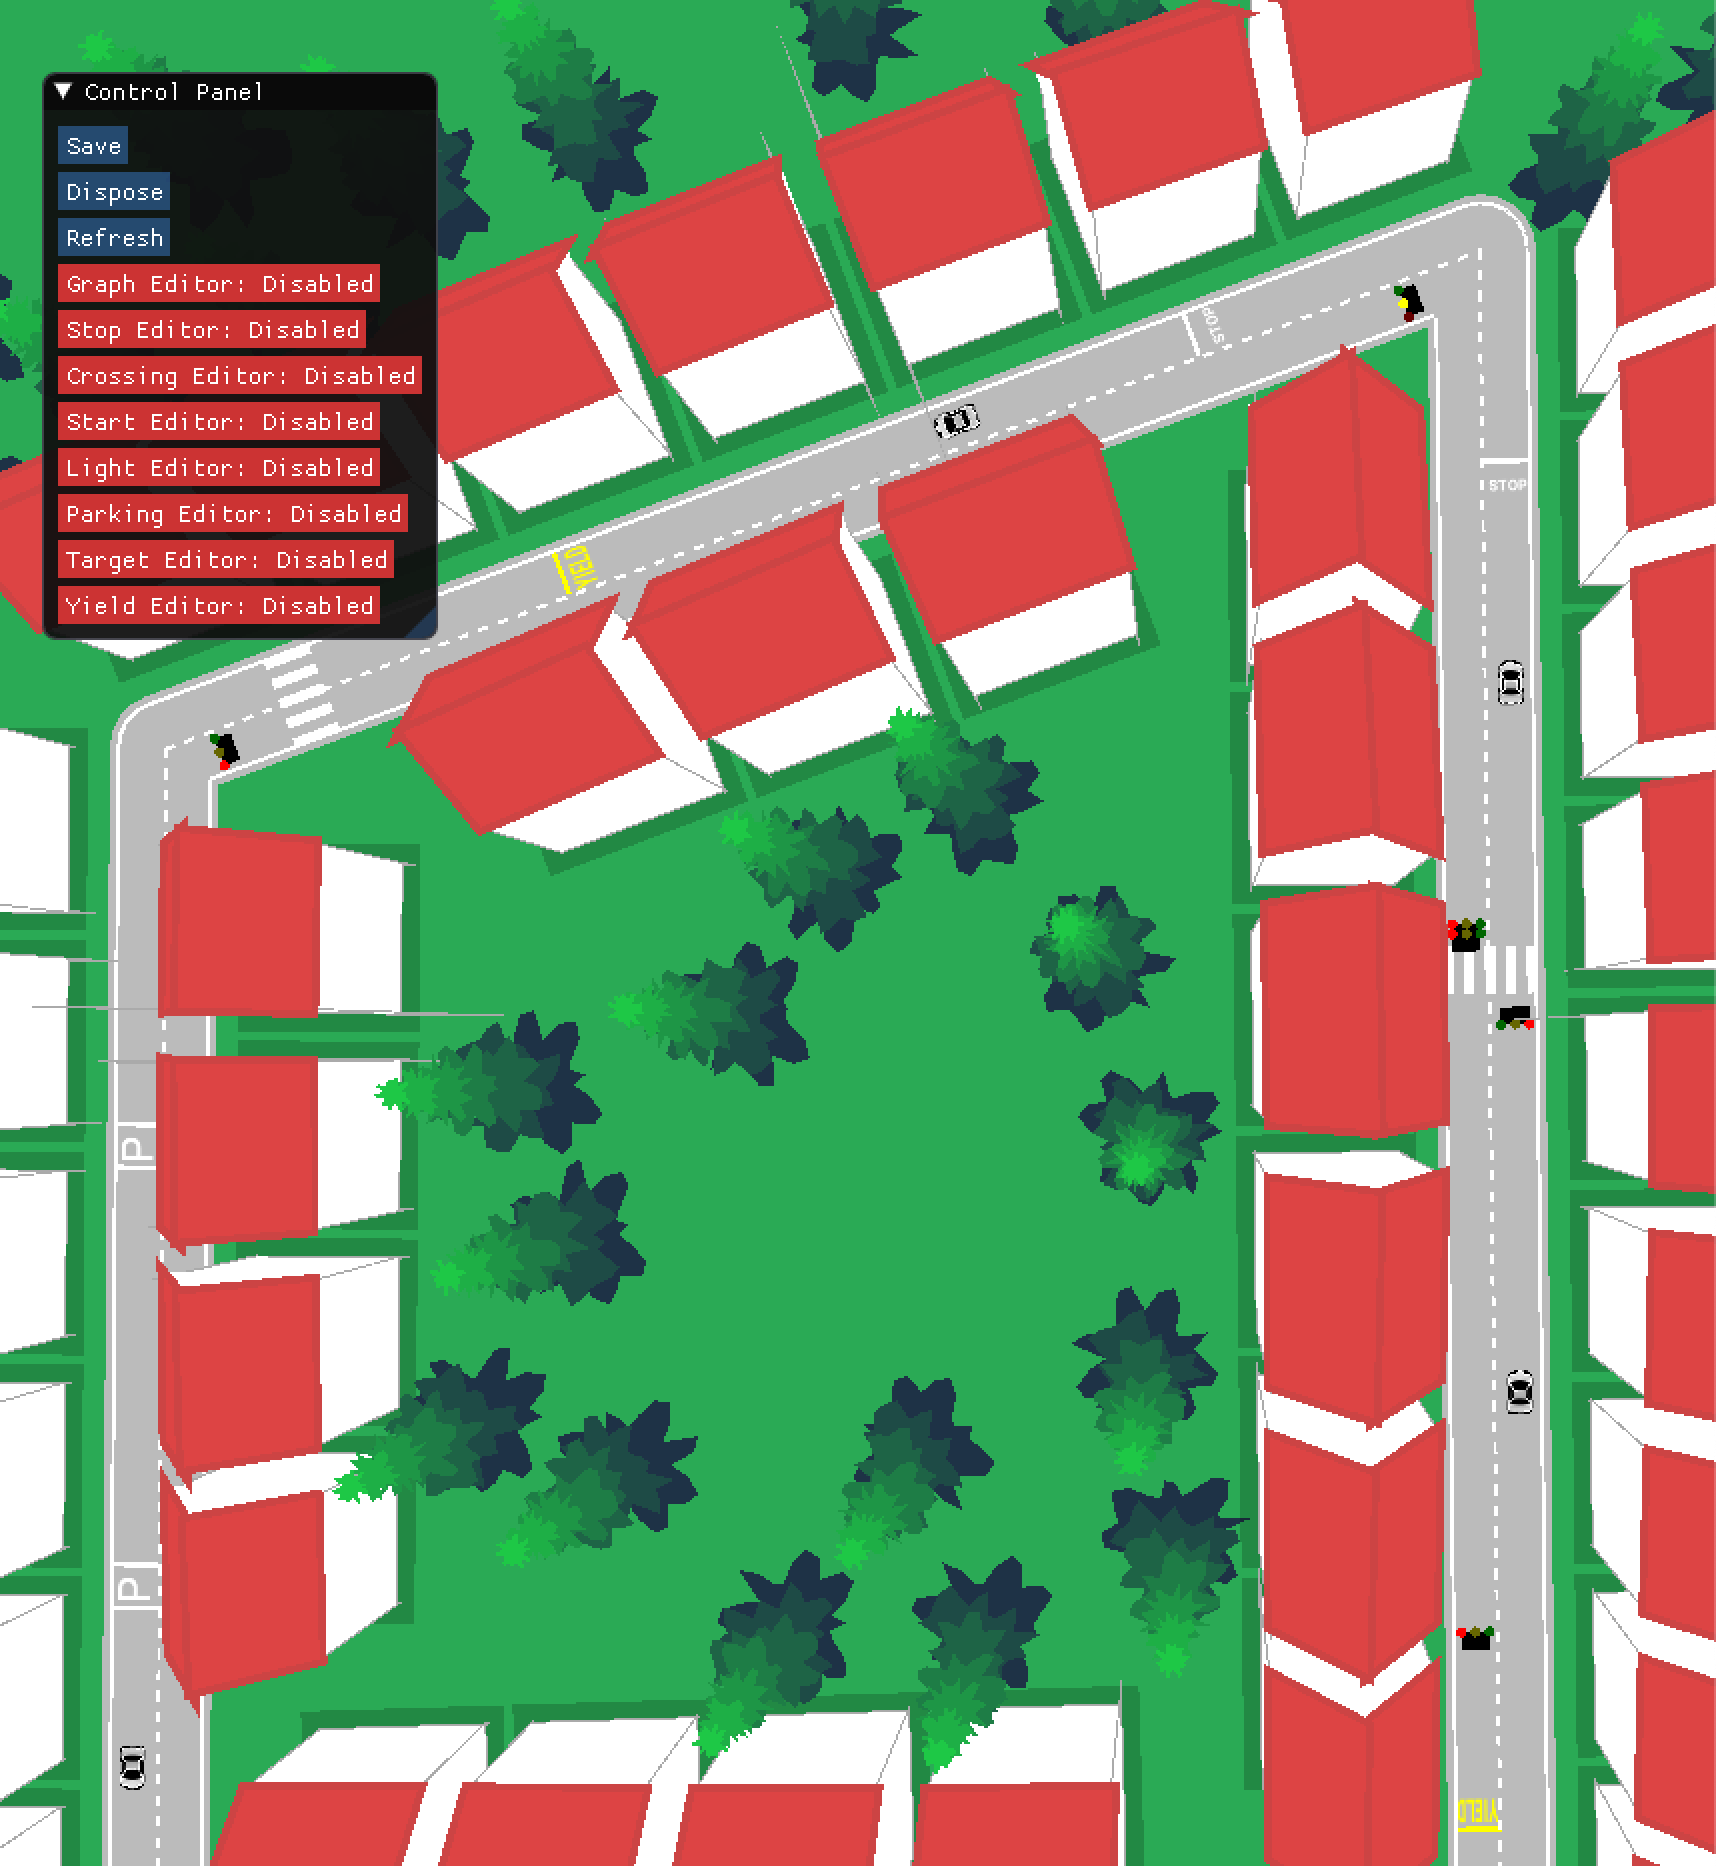 Control Panel
Save
Dispose
Refresh
Graph Editor: Disabled
Stop Editor: Disabled
Crossing Editor: Disabled
Start Editor: Disabled
Light Editor: Disabled
Parking Editor: Disabled
Target Editor: Disabled
Yield Editor: Disabled
STOP
STOP
YIELD
P
P
YIELD